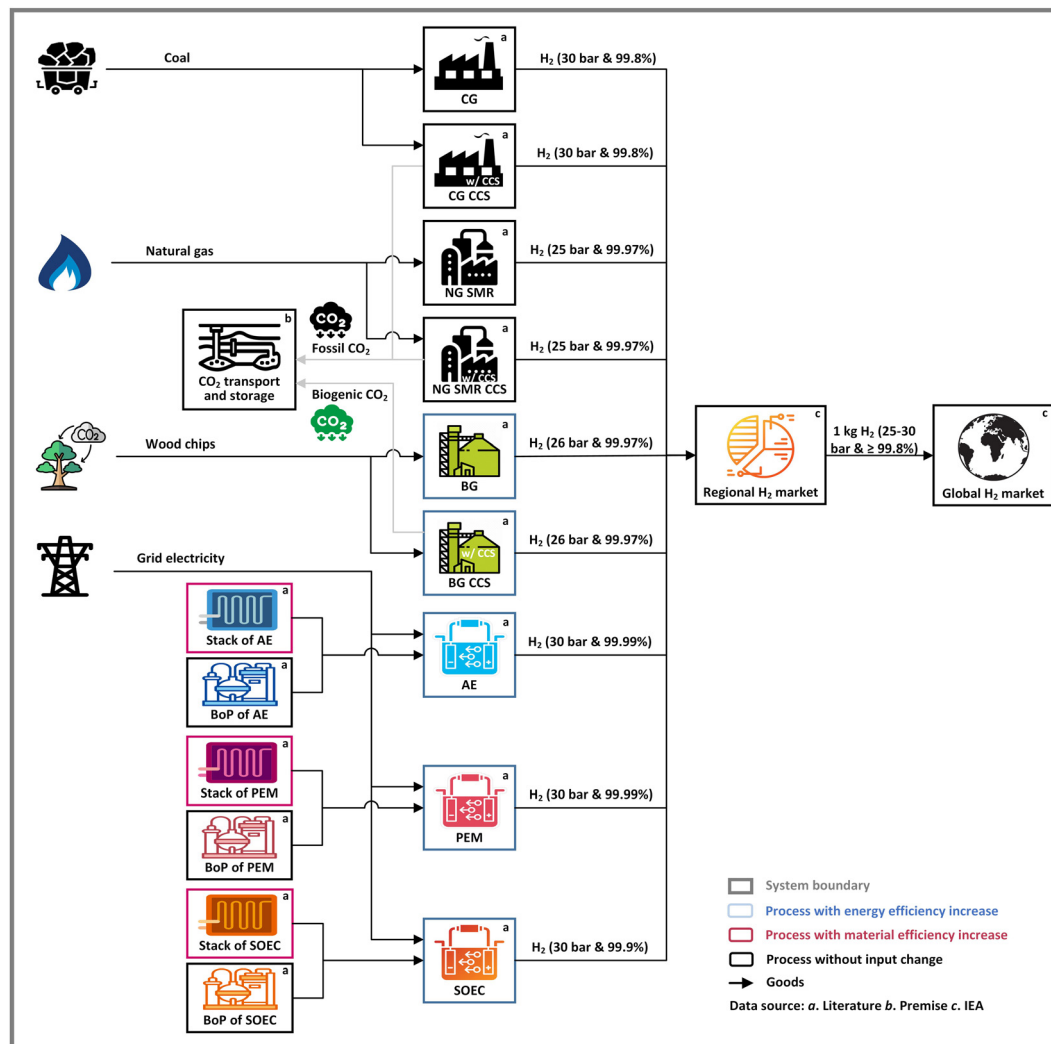 Coal
a
CG
H₂ (30 bar & 99.8%)
a
w/ CCS
CG CCS
H₂ (30 bar & 99.8%)
Natural gas
a
NG SMR
H₂ (25 bar & 99.97%)
b
CO₂ transport
and storage
CO₂
Fossil CO₂
a
w/ CCS
NG SMR CCS
H₂ (25 bar & 99.97%)
Biogenic CO₂
CO₂
CO₂
Wood chips
a
BG
H₂ (26 bar & 99.97%)
c
Regional H₂ market
1 kg H₂ (25-30
bar & ≥ 99.8%)
c
Global H₂ market
a
w/ CCS
BG CCS
H₂ (26 bar & 99.97%)
Grid electricity
a
Stack of AE
a
BoP of AE
a
AE
H₂ (30 bar & 99.99%)
a
Stack of PEM
a
BoP of PEM
a
PEM
H₂ (30 bar & 99.99%)
a
Stack of SOEC
a
BoP of SOEC
a
SOEC
H₂ (30 bar & 99.9%)
System boundary
Process with energy efficiency increase
Process with material efficiency increase
Process without input change
Goods
Data source: a. Literature b. Premise c. IEA